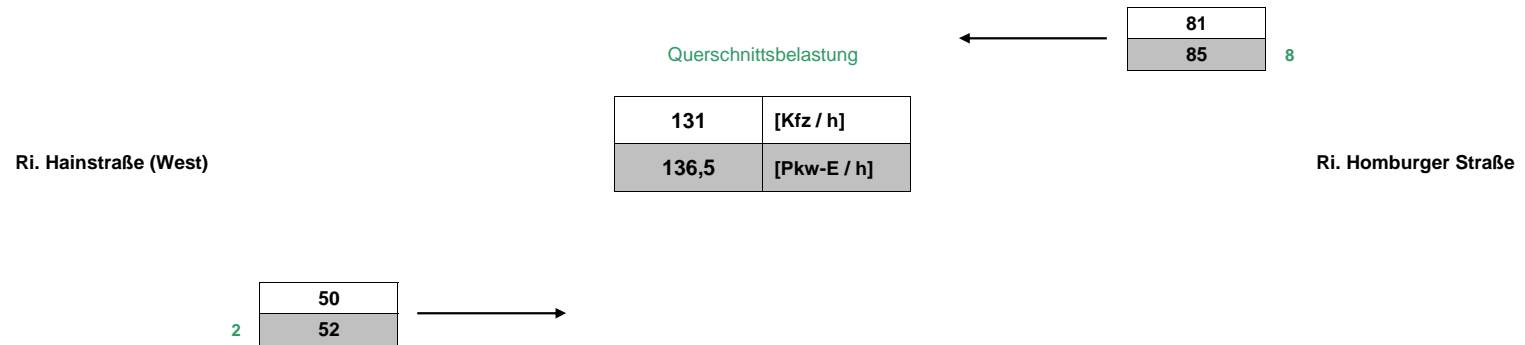 81
Querschnittsbelastung
85 8
131 [Kfz / h]
Ri. Hainstraße (West) 136,5 [Pkw-E / h] Ri. Homburger Straße
50
2 52